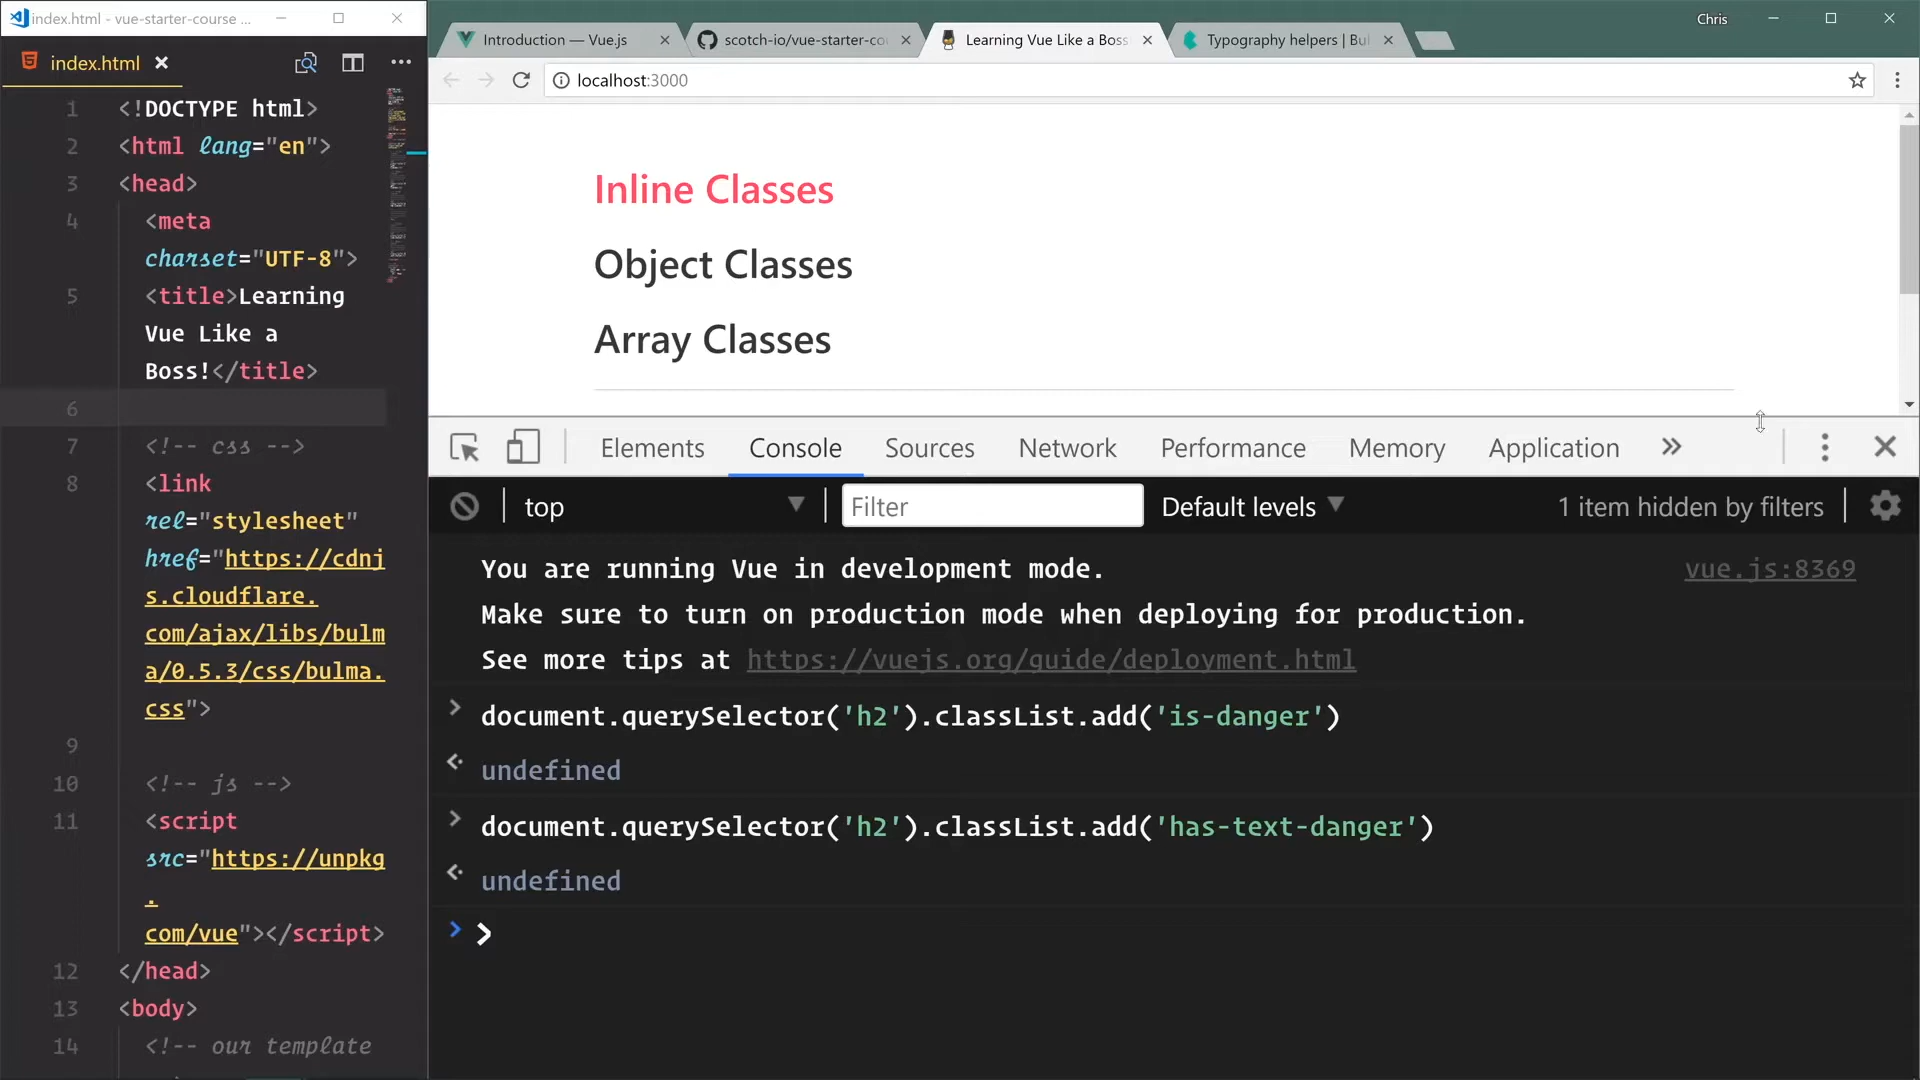 index.html - vue-starter-course ...
index.html
1 <!DOCTYPE html>
2 <html lang="en">
3 <head>
4 <meta
charset="UTF-8">
5 <title>Learning
Vue Like a
Boss!</title>
6
7 <!-- css -->
8 <link
rel="stylesheet"
href="https://cdnj
s.cloudflare.
com/ajax/libs/bulm
a/0.5.3/css/bulma.
css">
9
10 <!-- js -->
11 <script
src="https://unpkg
.
com/vue"></script>
12 </head>
13 <body>
14 <!-- our template
Chris
Introduction — Vue.js
scotch-io/vue-starter-co
Learning Vue Like a Boss
Typography helpers | Bul
localhost:3000
Inline Classes
Object Classes
Array Classes
Elements Console Sources Network Performance Memory Application »
top Filter Default levels 1 item hidden by filters
You are running Vue in development mode. vue.js:8369
Make sure to turn on production mode when deploying for production.
See more tips at https://vuejs.org/guide/deployment.html
> document.querySelector('h2').classList.add('is-danger')
undefined
> document.querySelector('h2').classList.add('has-text-danger')
undefined
> >